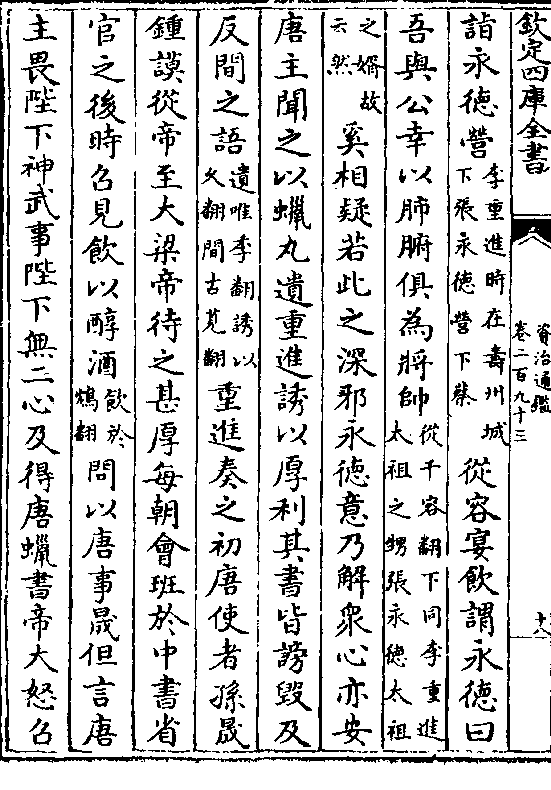 欽定四庫全書
資治通鑑
卷二百九十三
十八
詣永德營李重進時在壽州城下張永德營下蔡從容宴飲謂永德曰
吾與公幸以肺腑俱為將帥從千容翻下同李重進太祖之甥張永德太祖
之婿故云然奚相疑若此之深邪永德意乃解衆心亦安
唐主聞之以蠟丸遺重進誘以厚利其書皆謗毁及
反間之語遺唯季翻誘以久翻間古莧翻重進奏之初唐使者孫晟
鍾謨從帝至大梁帝待之甚厚每朝會班於中書省
官之後時召見飲以醇酒飲於鴆翻問以唐事晟但言唐
主畏陛下神武事陛下無二心及得唐蠟書帝大怒召